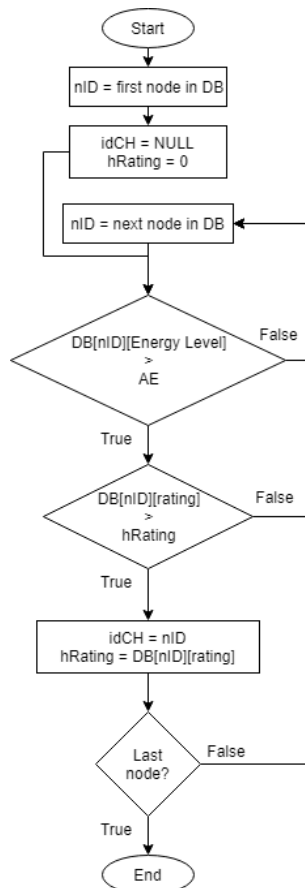 Start
nID = first node in DB
idCH = NULL
hRating = 0
nID = next node in DB
DB[nID][Energy Level]
>
AE
False
True
DB[nID][rating]
>
hRating
False
True
idCH = nID
hRating = DB[nID][rating]
Last
node?
False
True
End